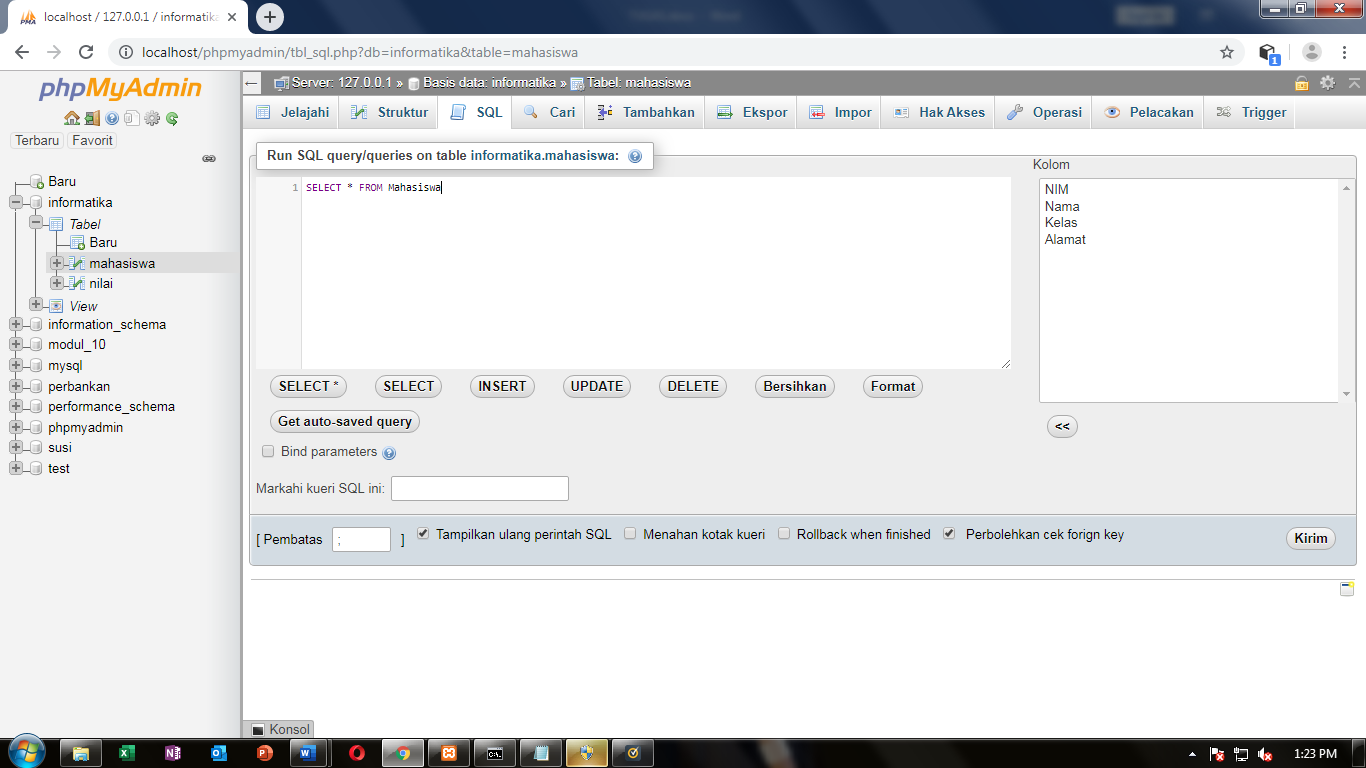 localhost / 127.0.0.1 / informatika
localhost/phpmyadmin/tbl_sql.php?db=informatika&table=mahasiswa
1
phpMyAdmin
Terbaru Favorit
Baru
informatika
Tabel
Baru
mahasiswa
nilai
View
information_schema
modul_10
mysql
perbankan
performance_schema
phpmyadmin
susi
test
Server: 127.0.0.1 » Basis data: informatika » Tabel: mahasiswa
Jelajahi Struktur SQL Cari Tambahkan Ekspor Impor Hak Akses Operasi Pelacakan Trigger
Run SQL query/queries on table informatika.mahasiswa:
1 SELECT * FROM Mahasiswa
Kolom
NIM
Nama
Kelas
Alamat
SELECT * SELECT INSERT UPDATE DELETE Bersihkan Format
Get auto-saved query
<<
Bind parameters
Markahi kueri SQL ini:
[ Pembatas ; ] Tampilkan ulang perintah SQL Menahan kotak kueri Rollback when finished Perbolehkan cek forign key Kirim
Konsol
1:23 PM